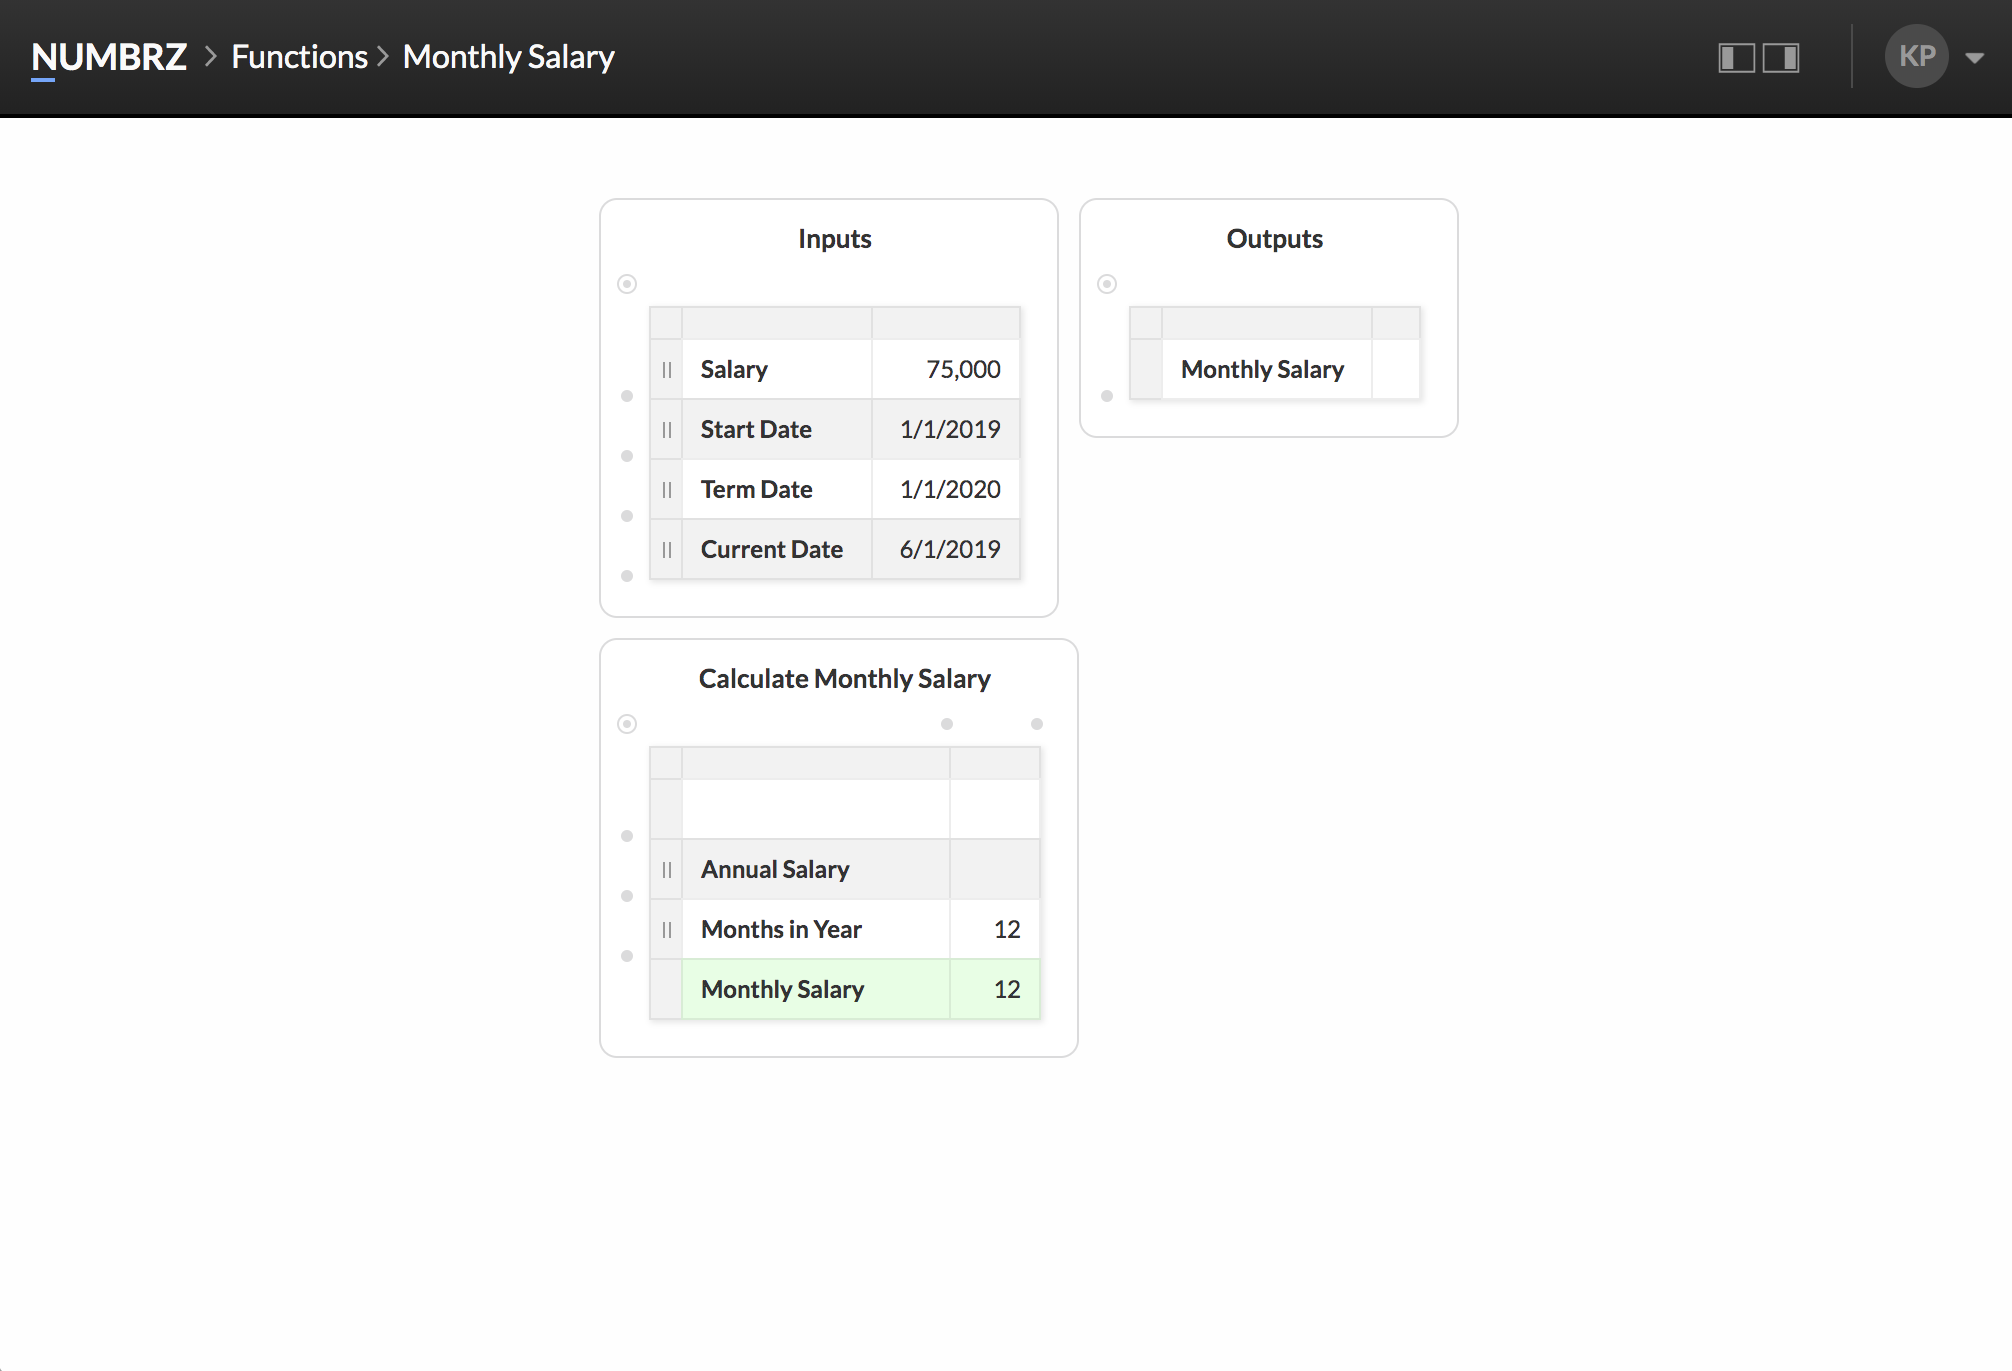 NUMBRZ > Functions > Monthly Salary
KP
Inputs
Salary 75,000
Start Date 1/1/2019
Term Date 1/1/2020
Current Date 6/1/2019
Outputs
Monthly Salary
Calculate Monthly Salary
Annual Salary
Months in Year 12
Monthly Salary 12